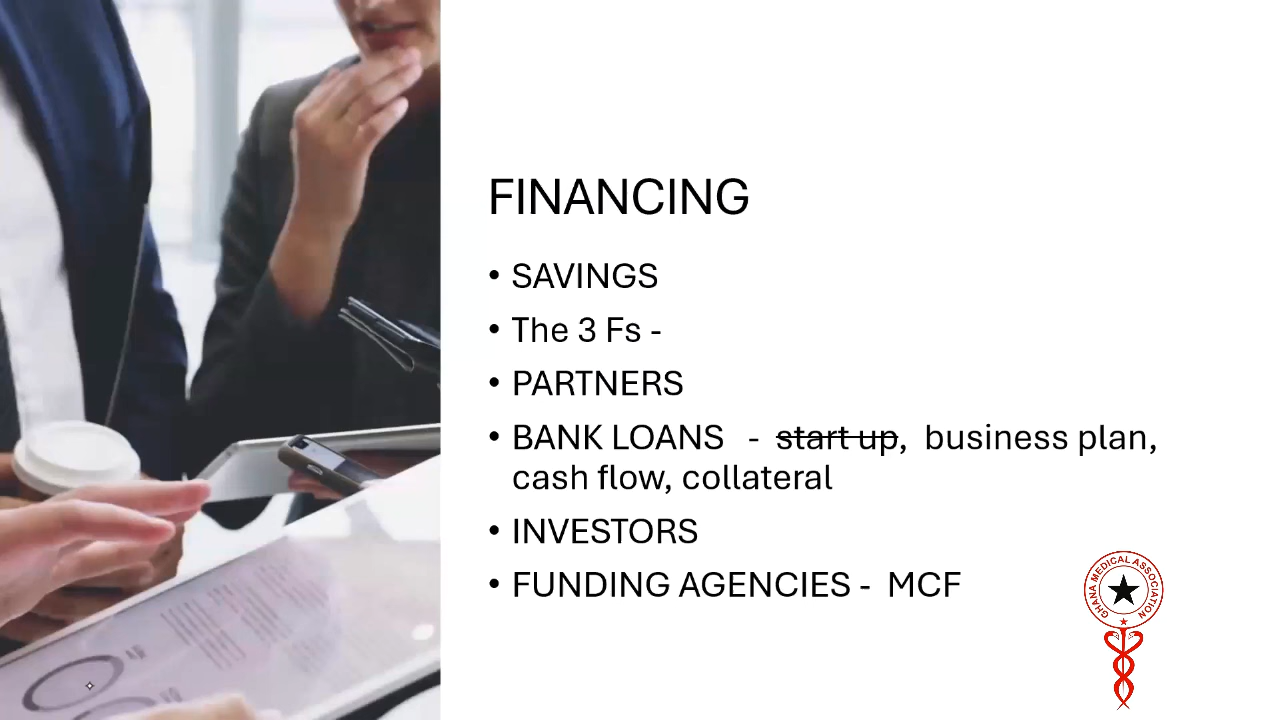 FINANCING
• SAVINGS
• The 3 Fs -
• PARTNERS
• BANK LOANS - ~~start up~~, business plan,
cash flow, collateral
• INVESTORS
• FUNDING AGENCIES - MCF
GHANA MEDICAL ASSOCIATION